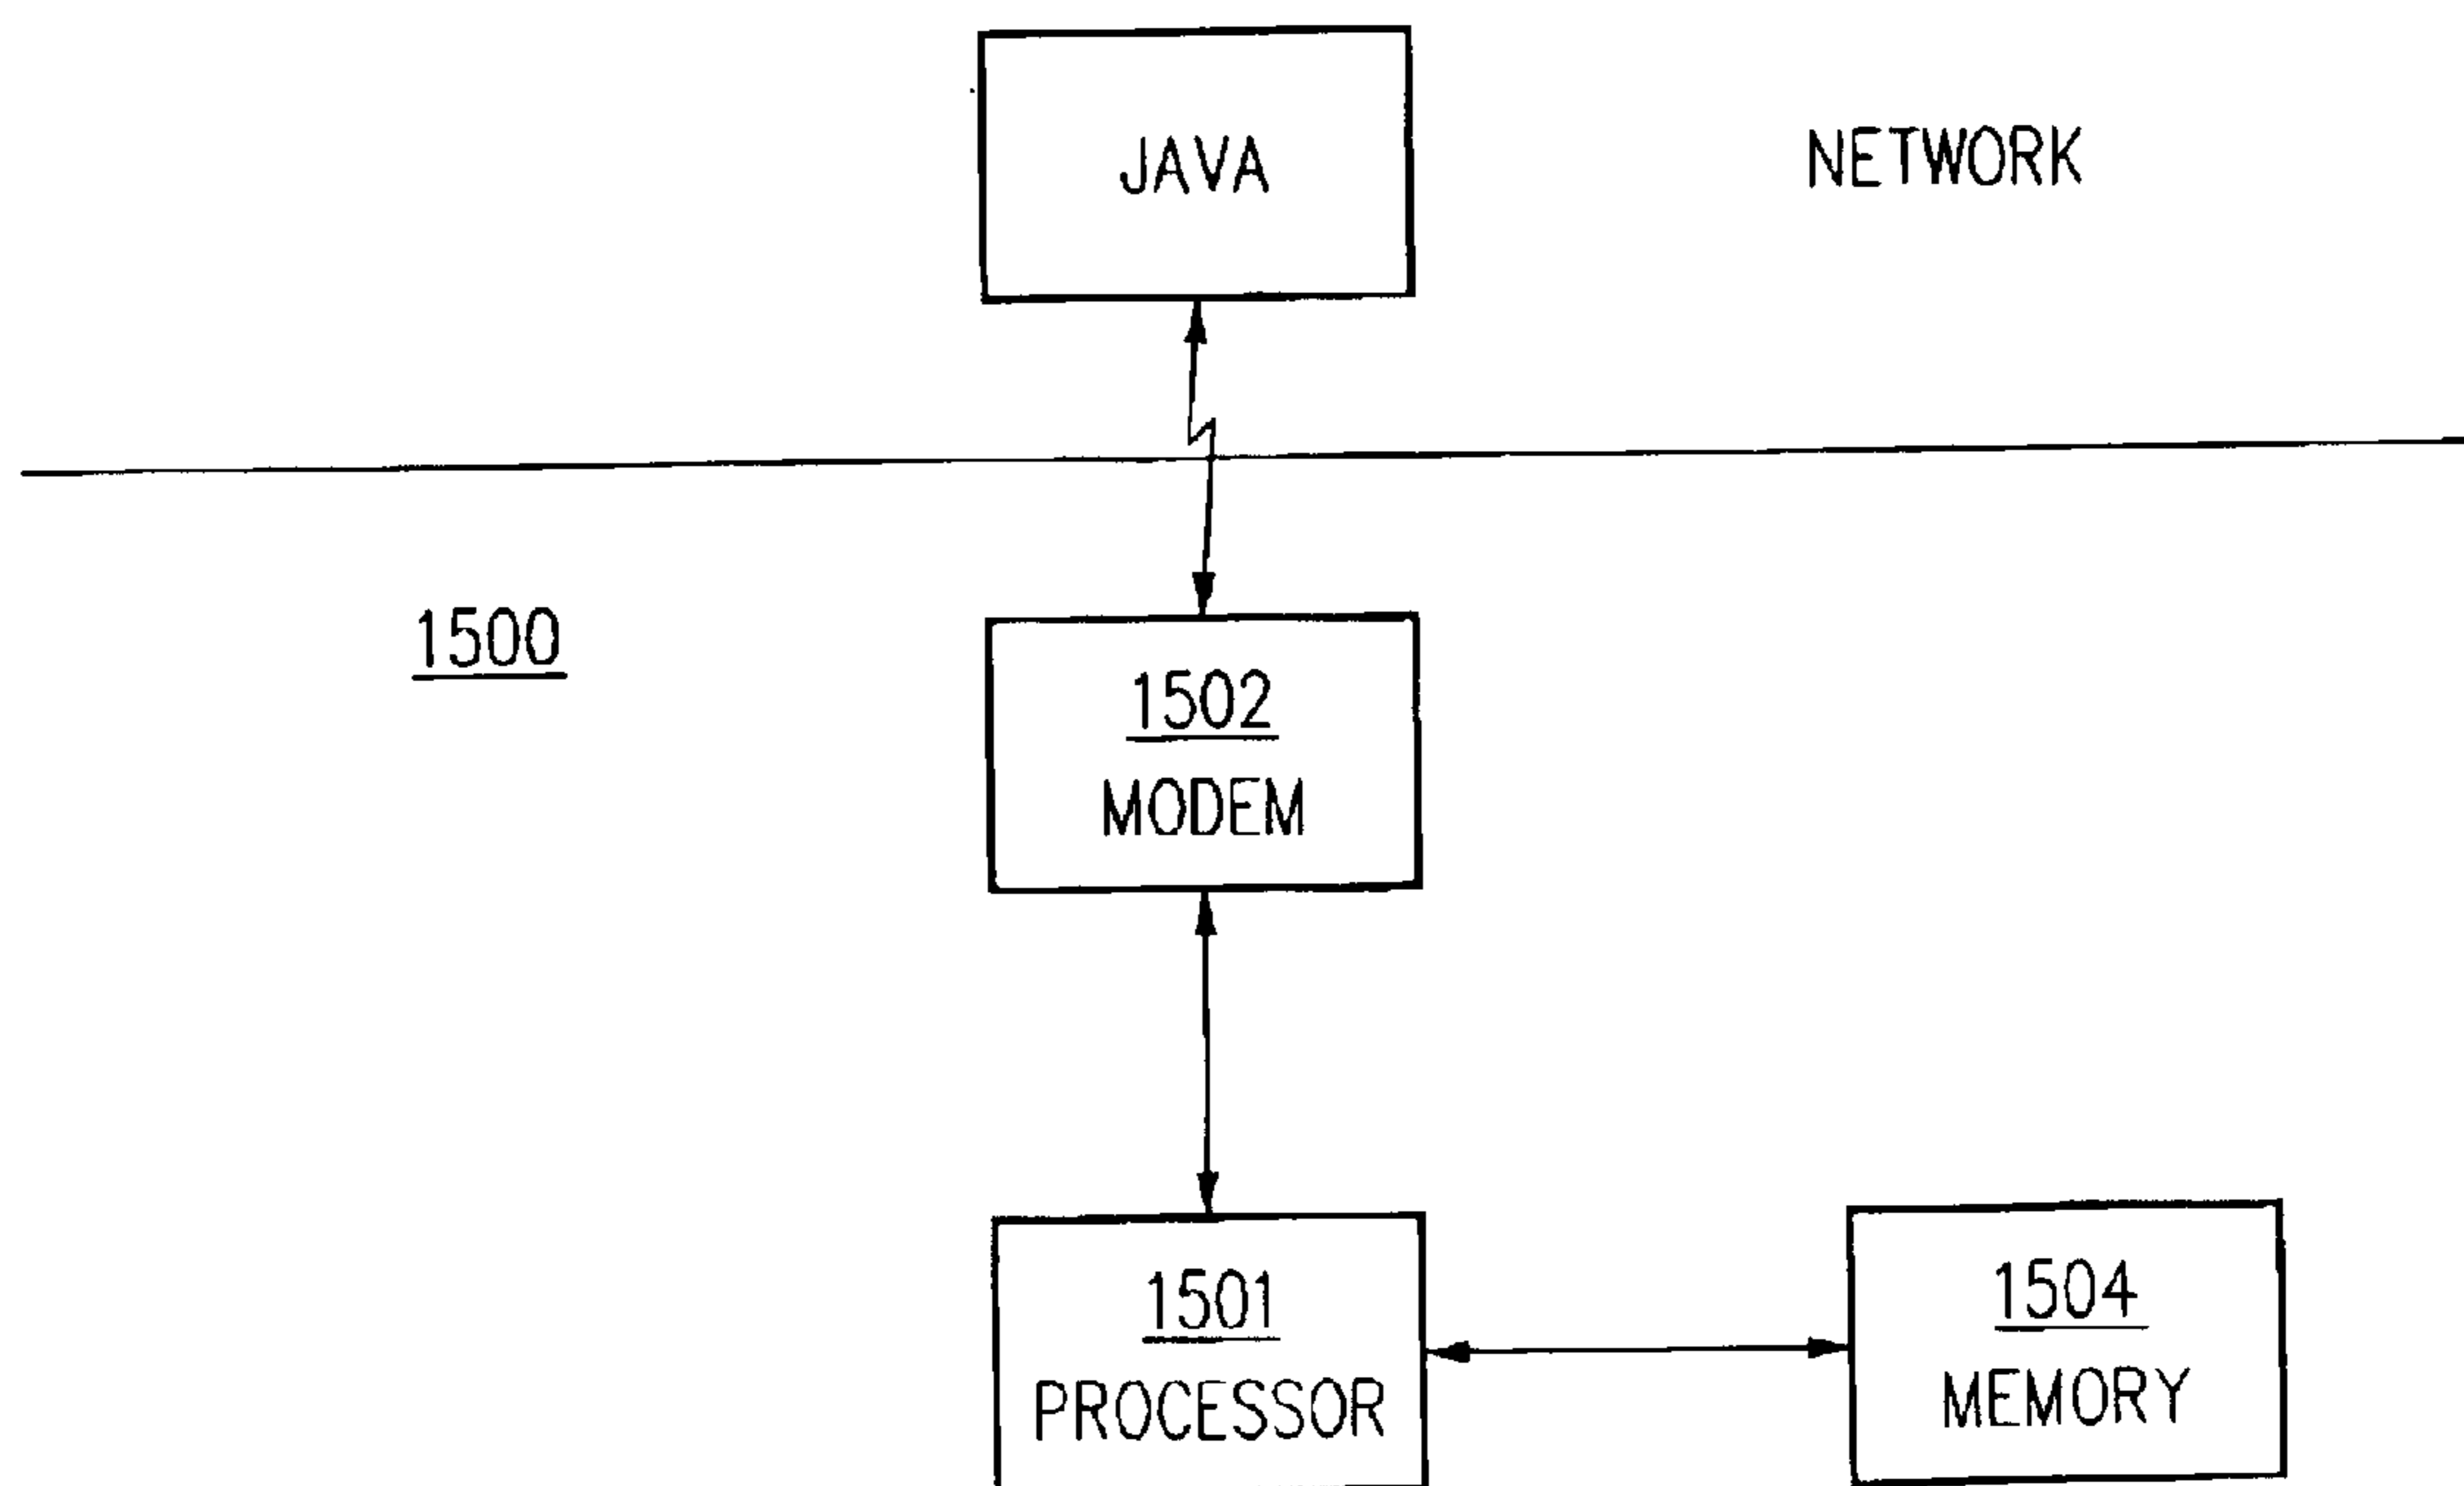 JAVA
NETWORK
1500
1502
MODEM
1501
PROCESSOR
1504
MEMORY